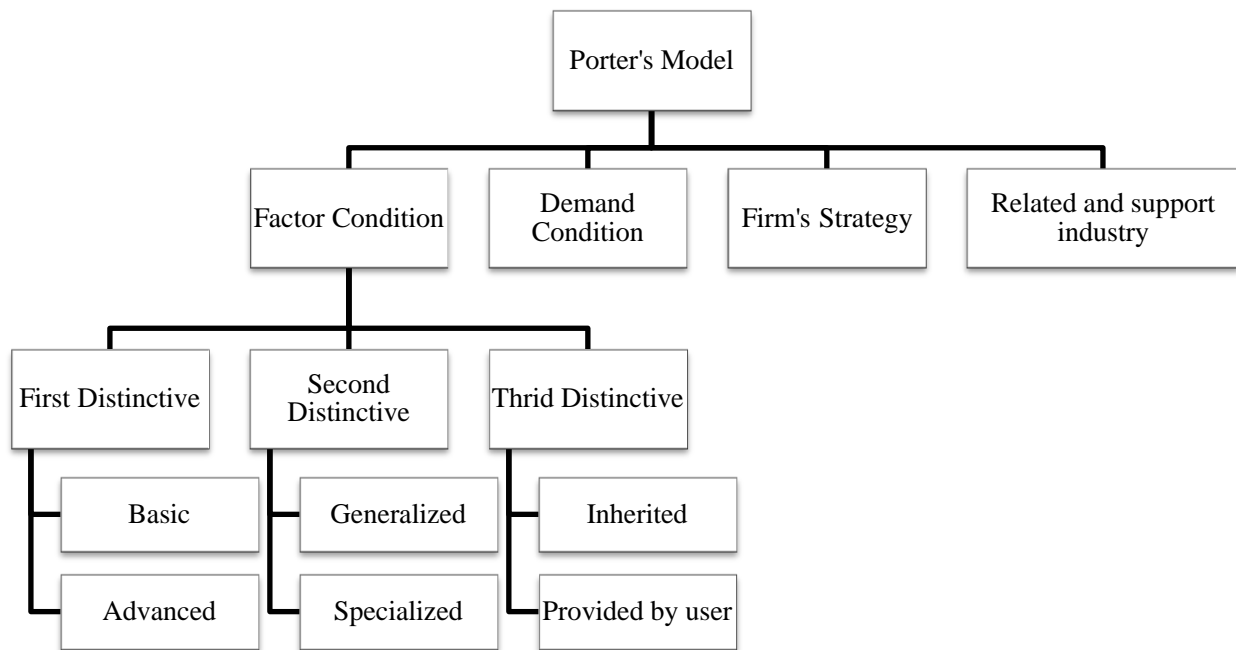 Porter's Model
Factor Condition
Demand
Condition
Firm's Strategy
Related and support
industry
First Distinctive
Second
Distinctive
Thrid Distinctive
Basic
Generalized
Inherited
Advanced
Specialized
Provided by user